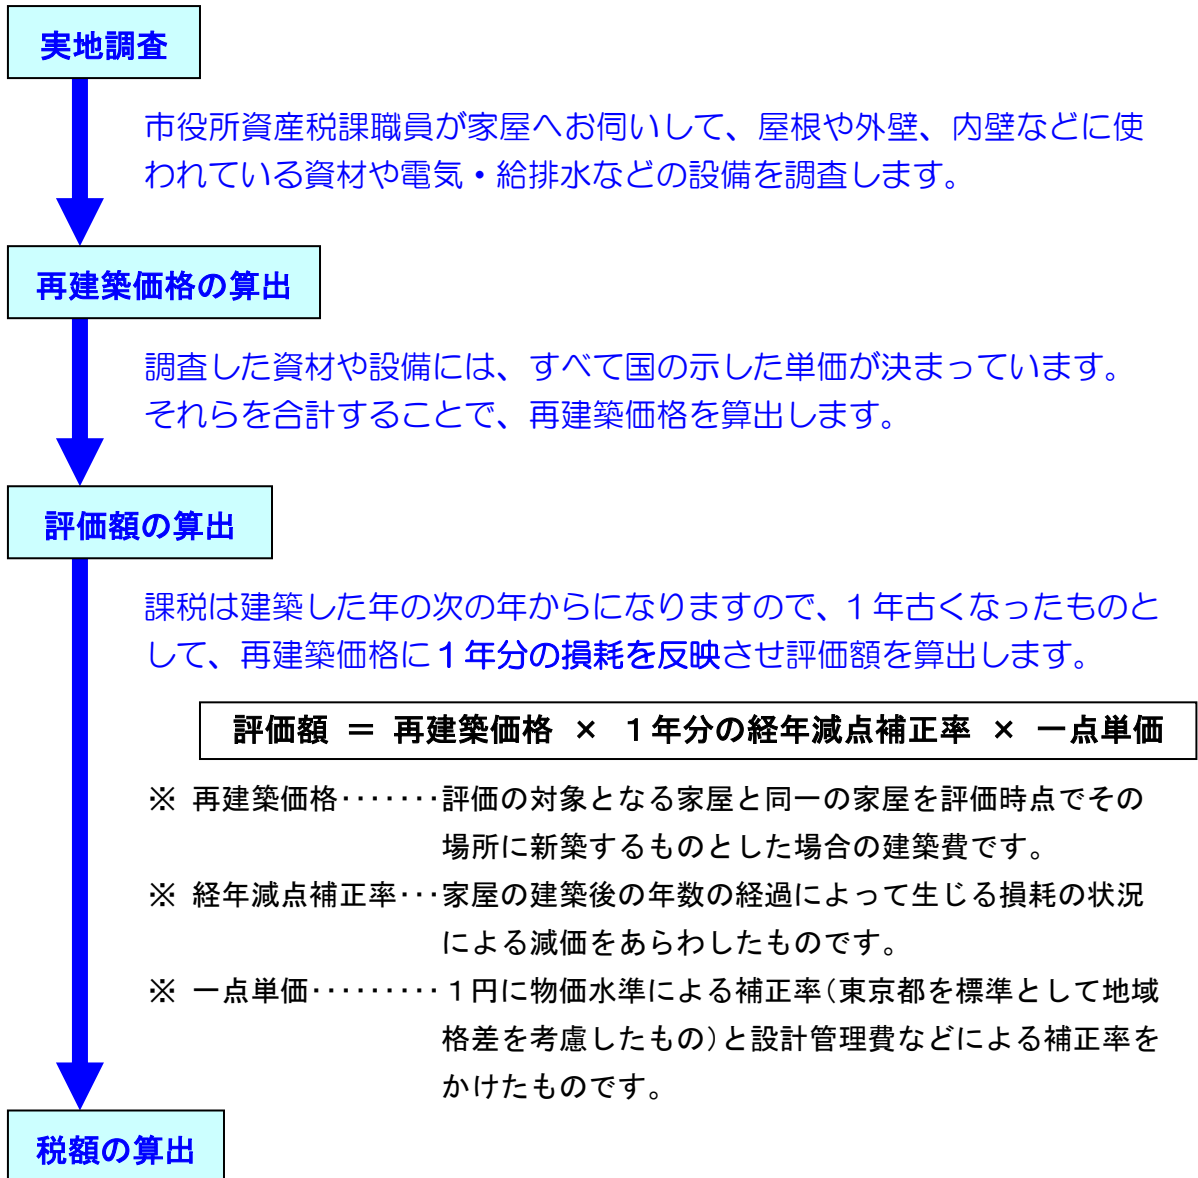 実地調査
市役所資産税課職員が家屋へお伺いして、屋根や外壁、内壁などに使
われている資材や電気・給排水などの設備を調査します。
再建築価格の算出
調査した資材や設備には、すべて国の示した単価が決まっています。
それらを合計することで、再建築価格を算出します。
評価額の算出
課税は建築した年の次の年からになりますので、１年古くなったものと
して、再建築価格に１年分の損耗を反映させ評価額を算出します。
評価額 ＝ 再建築価格 × １年分の経年減点補正率 × 一点単価
※ 再建築価格･･･････評価の対象となる家屋と同一の家屋を評価時点でその
場所に新築するものとした場合の建築費です。
※ 経年減点補正率･･･家屋の建築後の年数の経過によって生じる損耗の状況
による減価をあらわしたものです。
※ 一点単価･････････１円に物価水準による補正率(東京都を標準として地域
格差を考慮したもの)と設計管理費などによる補正率を
かけたものです。
税額の算出